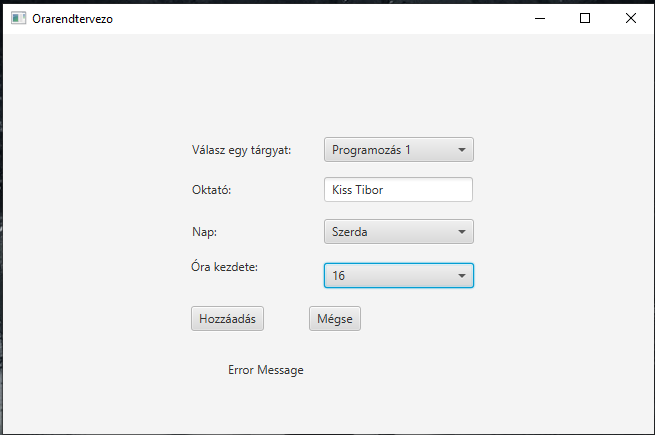 Orarendtervezo
Válasz egy tárgyat: Programozás 1
Oktató: Kiss Tibor
Nap: Szerda
Óra kezdete: 16
Hozzáadás Mégse
Error Message